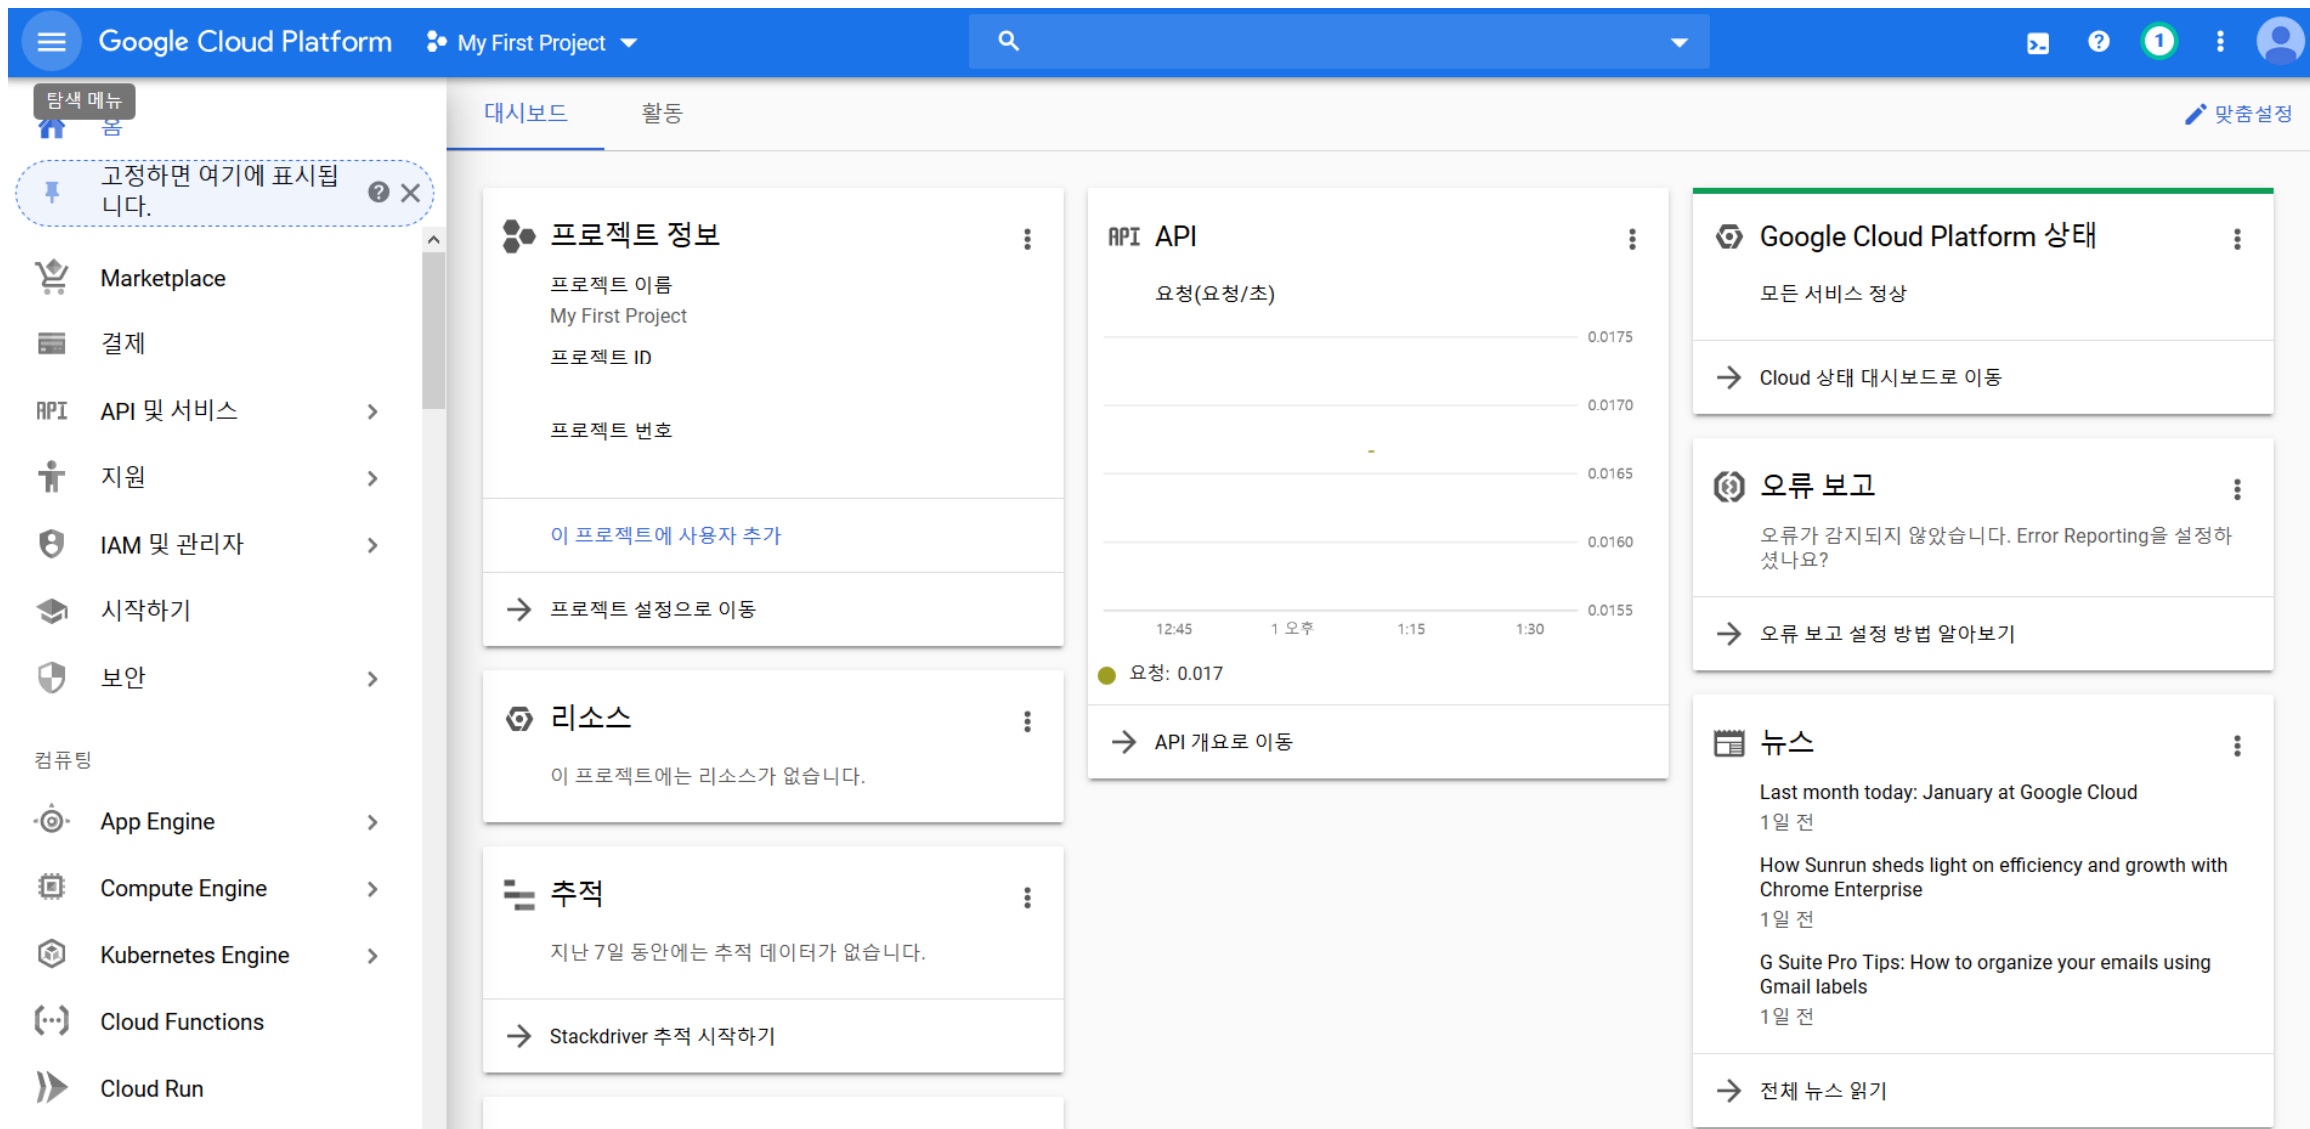 Google Cloud Platform
My First Project
1
탐색 메뉴
홈
고정하면 여기에 표시됩
니다.
Marketplace
결제
API API 및 서비스
지원
IAM 및 관리자
시작하기
보안
컴퓨팅
App Engine
Compute Engine
Kubernetes Engine
Cloud Functions
Cloud Run
대시보드
활동
맞춤설정
프로젝트 정보
프로젝트 이름
My First Project
프로젝트 ID
프로젝트 번호
이 프로젝트에 사용자 추가
프로젝트 설정으로 이동
리소스
이 프로젝트에는 리소스가 없습니다.
추적
지난 7일 동안에는 추적 데이터가 없습니다.
Stackdriver 추적 시작하기
API API
요청(요청/초)
0.0175
0.0170
0.0165
0.0160
0.0155
12:45 1 오후 1:15 1:30
요청: 0.017
API 개요로 이동
Google Cloud Platform 상태
모든 서비스 정상
Cloud 상태 대시보드로 이동
오류 보고
오류가 감지되지 않았습니다. Error Reporting을 설정하
셨나요?
오류 보고 설정 방법 알아보기
뉴스
Last month today: January at Google Cloud
1일 전
How Sunrun sheds light on efficiency and growth with
Chrome Enterprise
1일 전
G Suite Pro Tips: How to organize your emails using
Gmail labels
1일 전
전체 뉴스 읽기